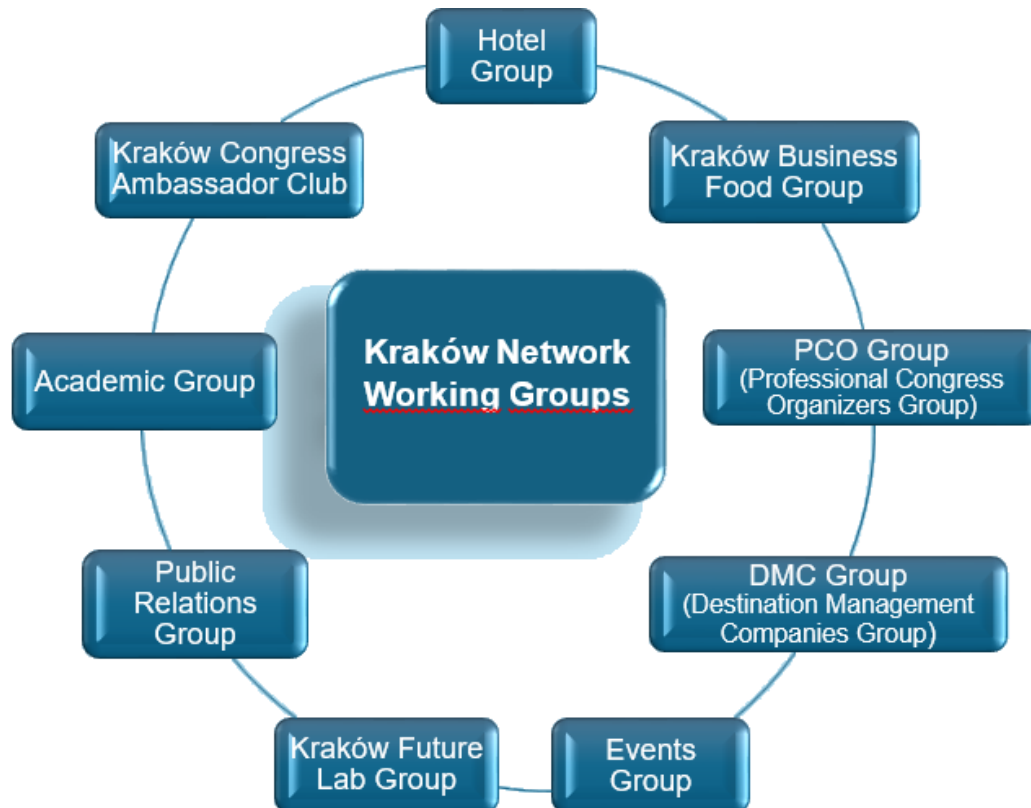 Hotel
Group
Kraków Business
Food Group
PCO Group
(Professional Congress
Organizers Group)
DMC Group
(Destination Management
Companies Group)
Events
Group
Kraków Future
Lab Group
Public
Relations
Group
Academic Group
Kraków Congress
Ambassador Club
Kraków Network
Working Groups